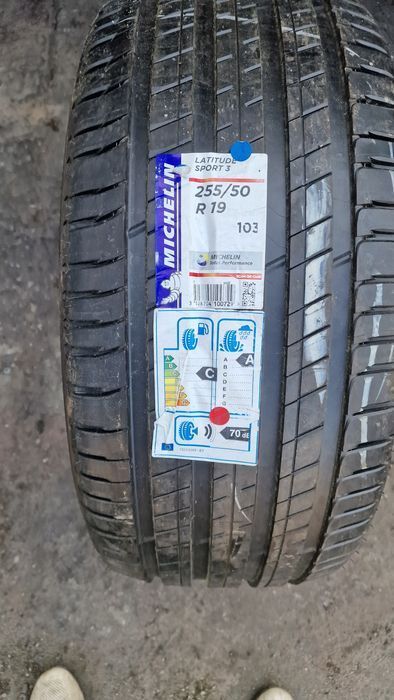 MICHELIN
LATITUDE
SPORT 3
255/50
R 19
103
MICHELIN
Total Performance
A
B
C
A
A
B
C
D
E
F
G
70 dB